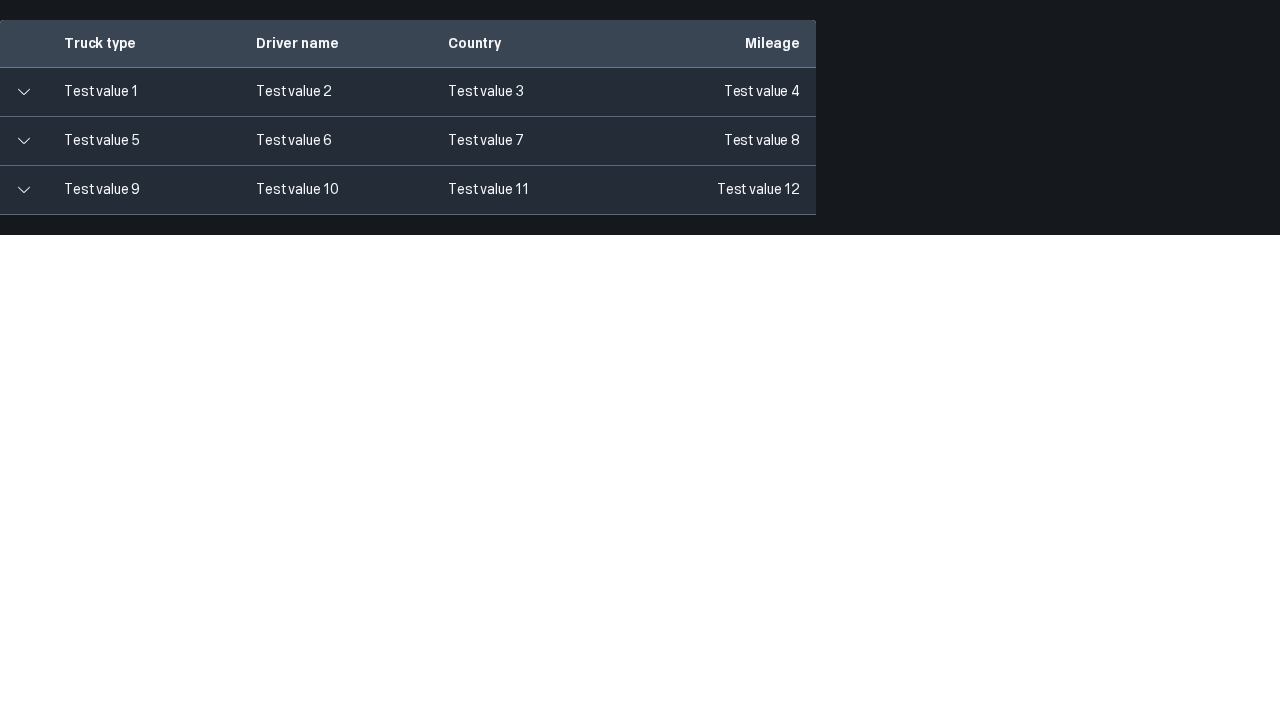 Truck type Driver name Country Mileage
Test value 1 Test value 2 Test value 3 Test value 4
Test value 5 Test value 6 Test value 7 Test value 8
Test value 9 Test value 10 Test value 11 Test value 12